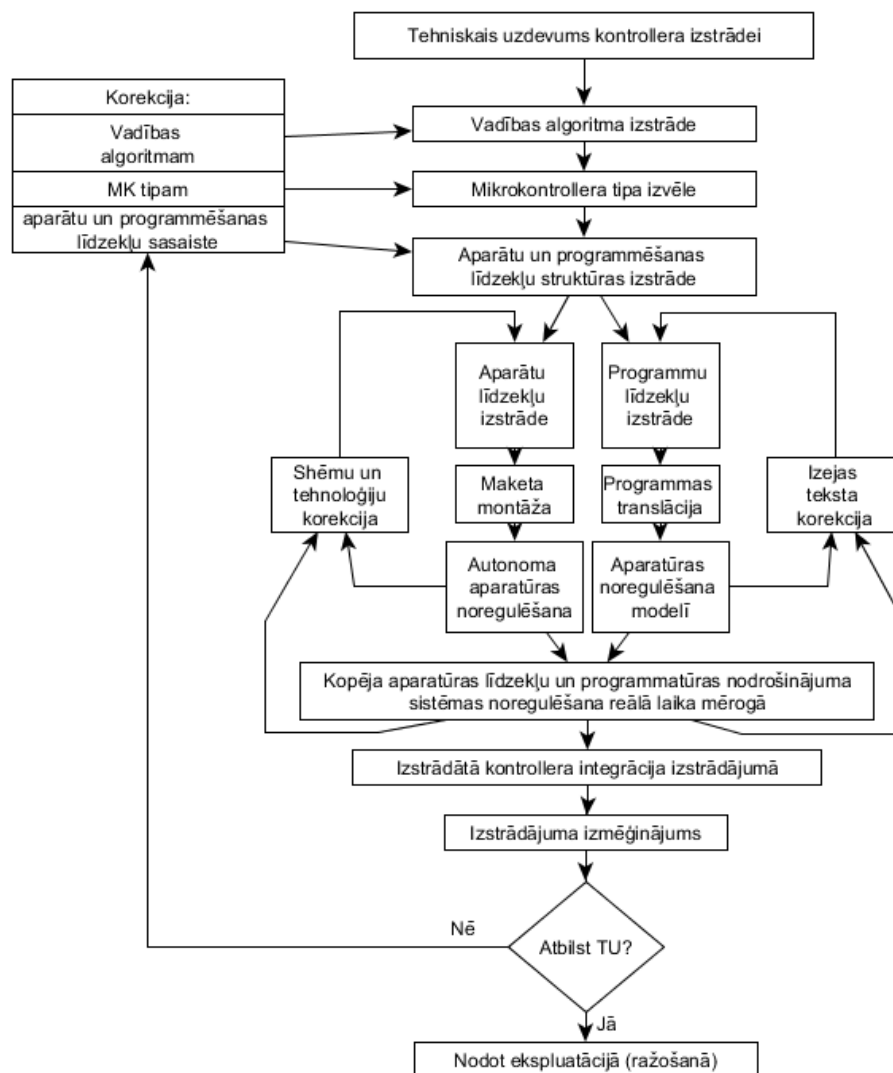 Tehniskais uzdevums kontrollera izstrādei
Korekcija:
Vadības
algoritmam
MK tipam
aparātu un programmēšanas
līdzekļu sasaiste
Vadības algoritma izstrāde
Mikrokontrollera tipa izvēle
Aparātu un programmēšanas
līdzekļu struktūras izstrāde
Aparātu
līdzekļu
izstrāde
Programmu
līdzekļu
izstrāde
Shēmu un
tehnoloģiju
korekcija
Maketa
montāža
Programmas
translācija
Izejas
teksta
korekcija
Autonoma
aparatūras
noregulēšana
Aparatūras
noregulēšana
modelī
Kopēja aparatūras līdzekļu un programmatūras nodrošinājuma
sistēmas noregulēšana reālā laika mērogā
Izstrādātā kontrollera integrācija izstrādājumā
Izstrādājuma izmēģinājums
Nē
Atbilst TU?
Jā
Nodot ekspluatācijā (ražošanā)